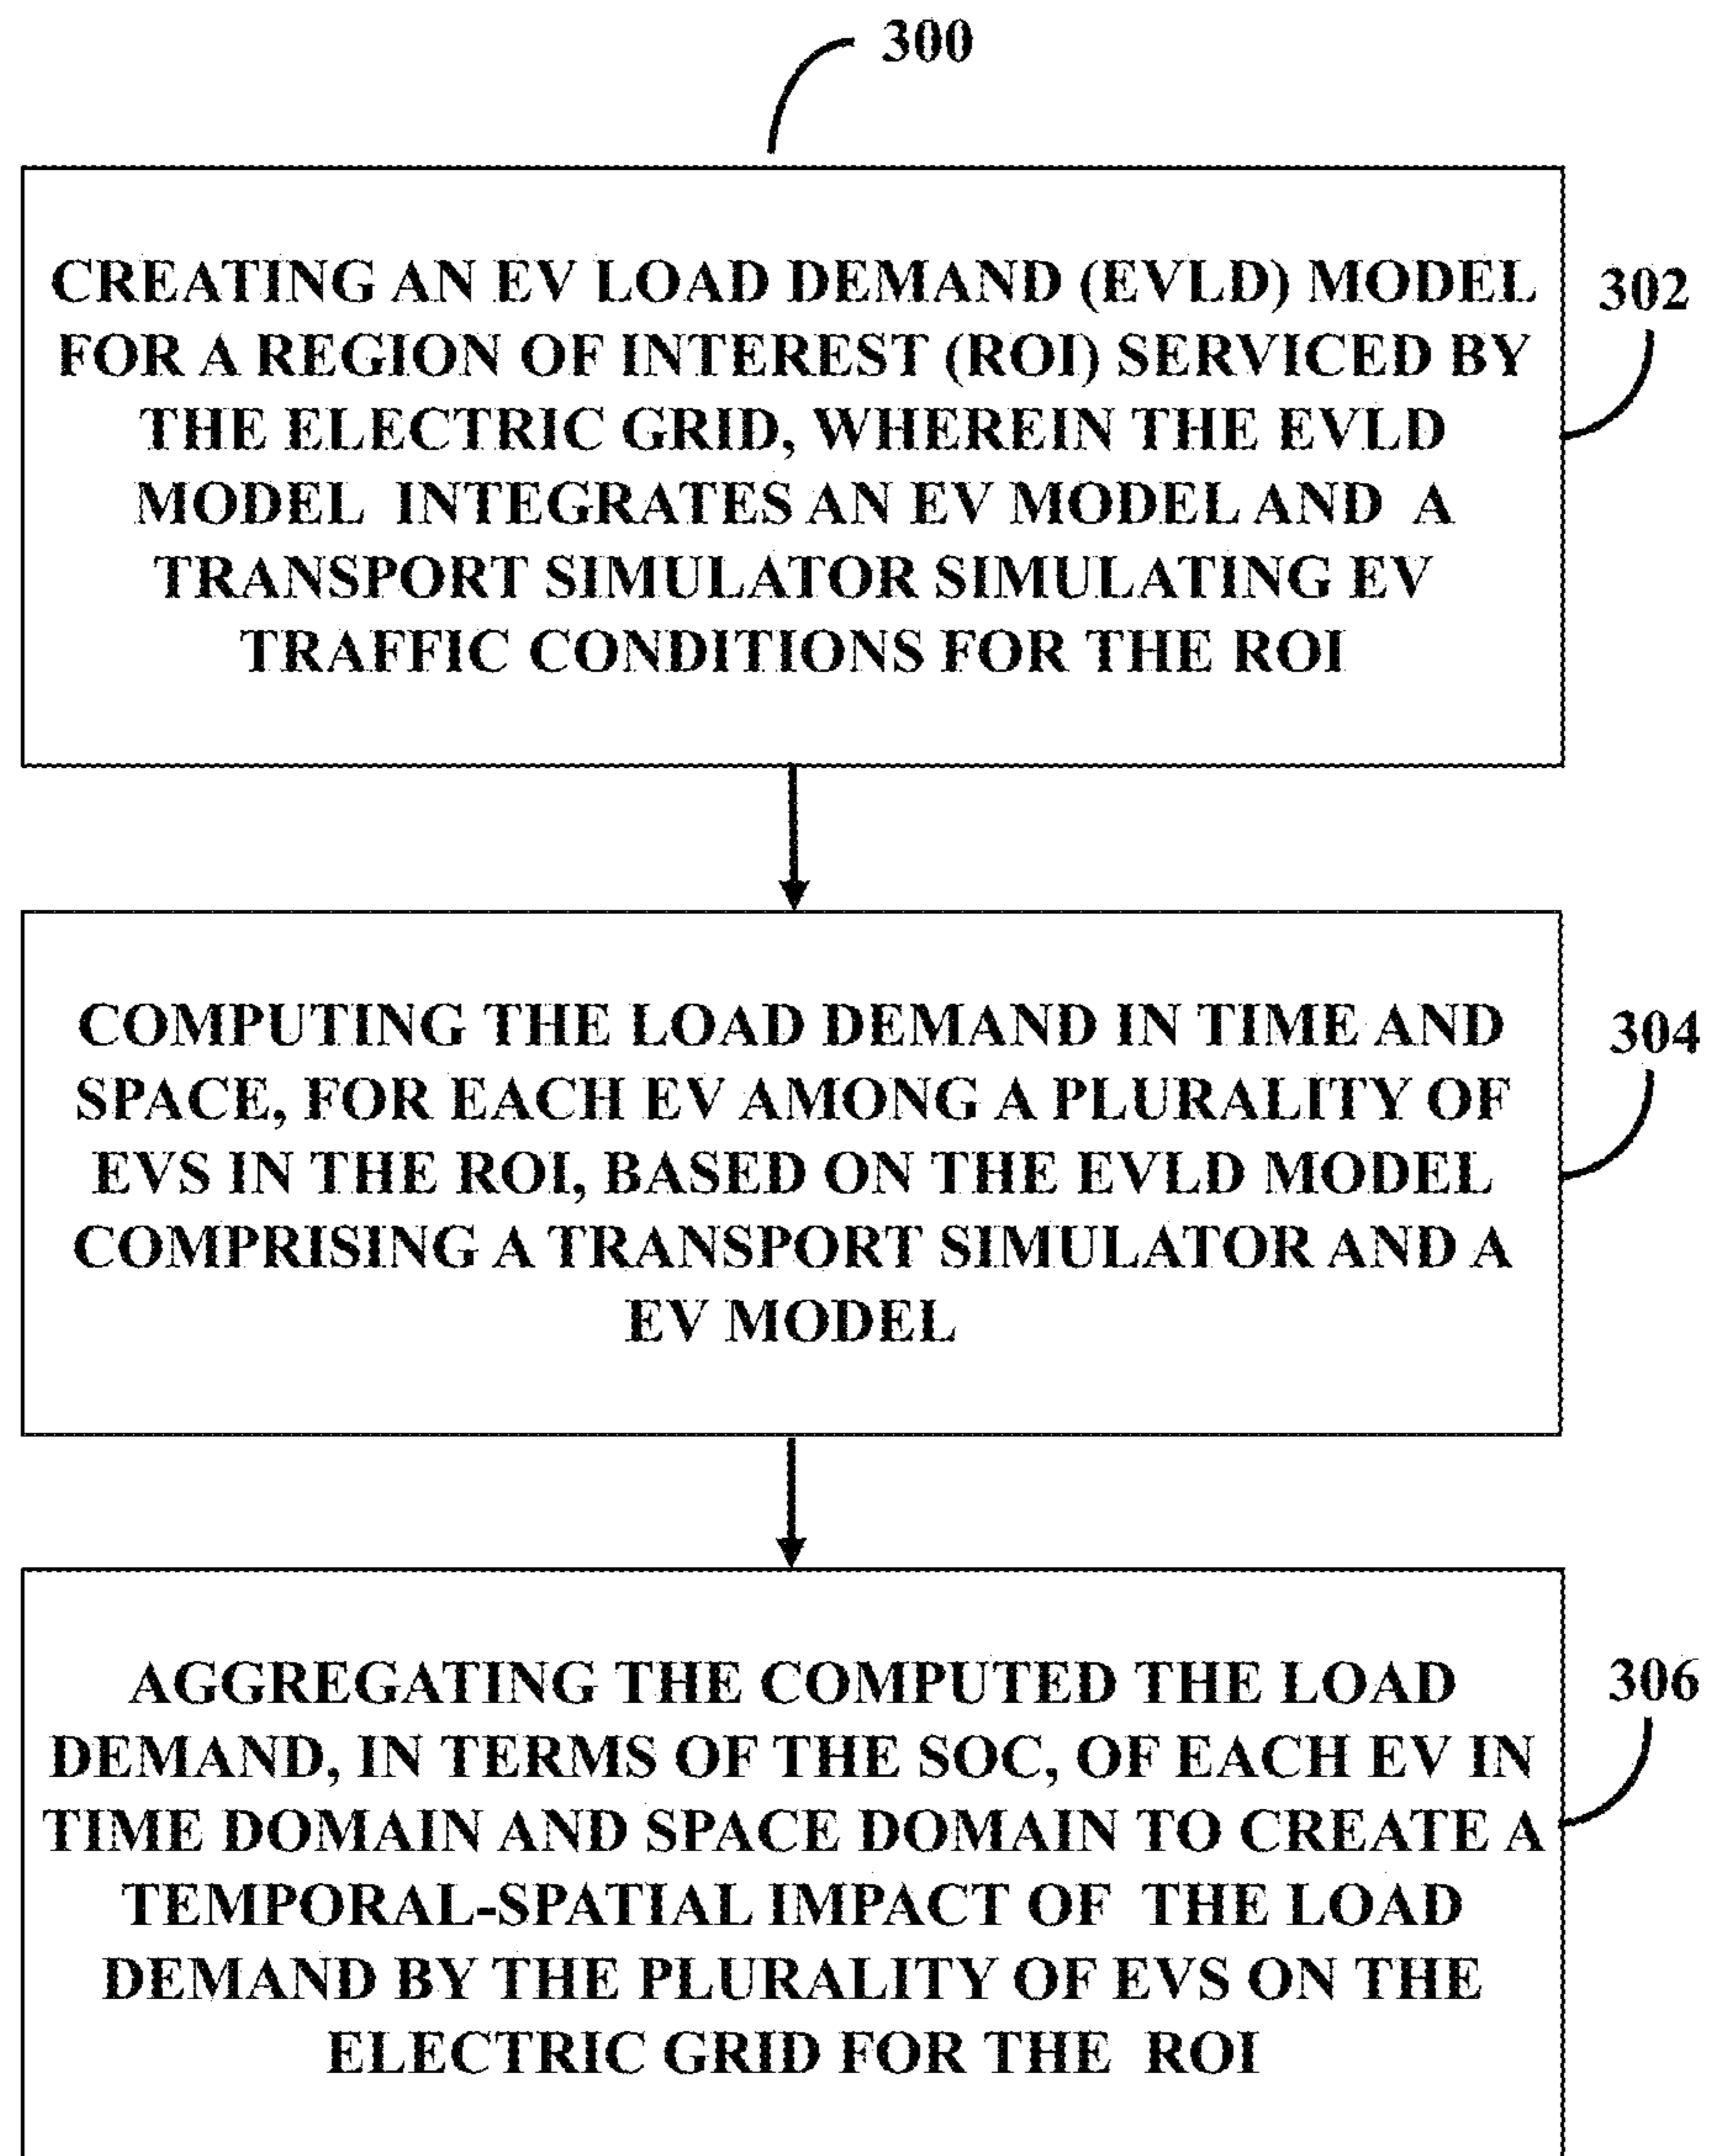 300
CREATING AN EV LOAD DEMAND (EVLD) MODEL
FOR A REGION OF INTEREST (ROI) SERVICED BY
THE ELECTRIC GRID, WHEREIN THE EVLD
MODEL INTEGRATES AN EV MODEL AND A
TRANSPORT SIMULATOR SIMULATING EV
TRAFFIC CONDITIONS FOR THE ROI
302
COMPUTING THE LOAD DEMAND IN TIME AND
SPACE, FOR EACH EV AMONG A PLURALITY OF
EVS IN THE ROI, BASED ON THE EVLD MODEL
COMPRISING A TRANSPORT SIMULATOR AND A
EV MODEL
304
AGGREGATING THE COMPUTED THE LOAD
DEMAND, IN TERMS OF THE SOC, OF EACH EV IN
TIME DOMAIN AND SPACE DOMAIN TO CREATE A
TEMPORAL-SPATIAL IMPACT OF THE LOAD
DEMAND BY THE PLURALITY OF EVS ON THE
ELECTRIC GRID FOR THE ROI
306